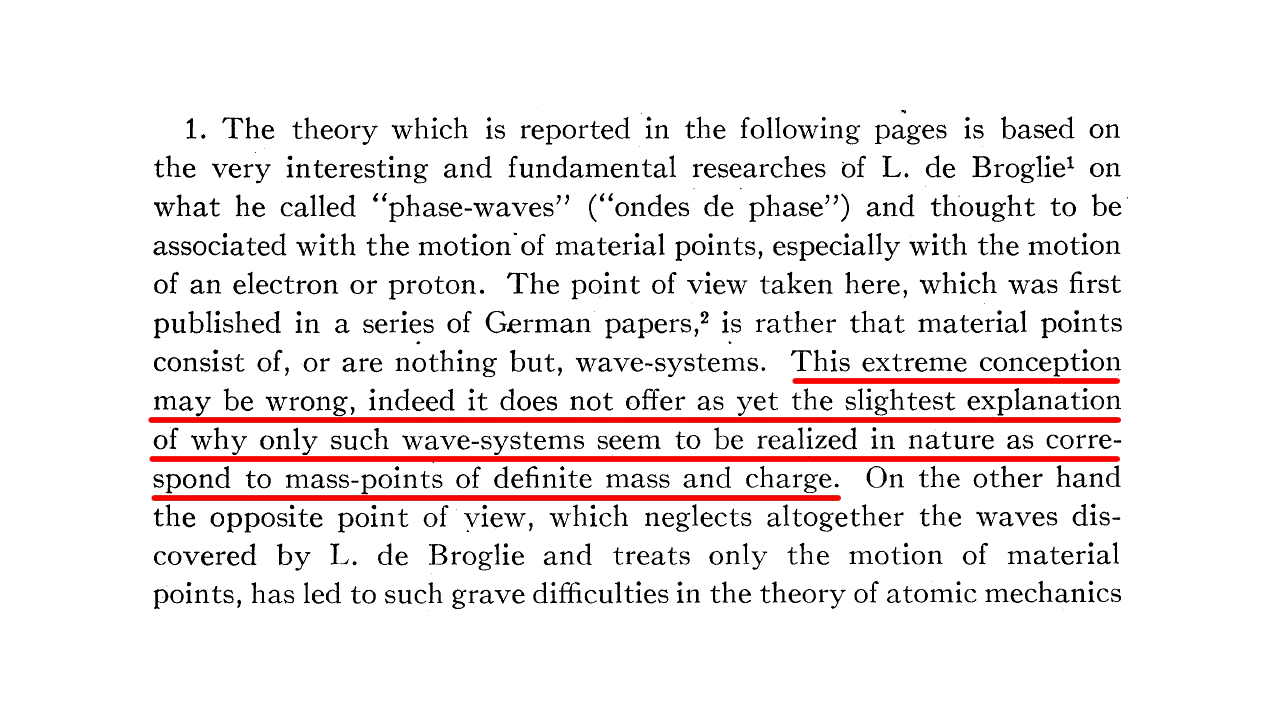 1. The theory which is reported in the following pages is based on
the very interesting and fundamental researches of L. de Broglie¹ on
what he called “phase-waves” (“ondes de phase”) and thought to be
associated with the motion of material points, especially with the motion
of an electron or proton. The point of view taken here, which was first
published in a series of German papers,² is rather that material points
consist of, or are nothing but, wave-systems. This extreme conception
may be wrong, indeed it does not offer as yet the slightest explanation
of why only such wave-systems seem to be realized in nature as corre-
spond to mass-points of definite mass and charge. On the other hand
the opposite point of view, which neglects altogether the waves dis-
covered by L. de Broglie and treats only the motion of material
points, has led to such grave difficulties in the theory of atomic mechanics